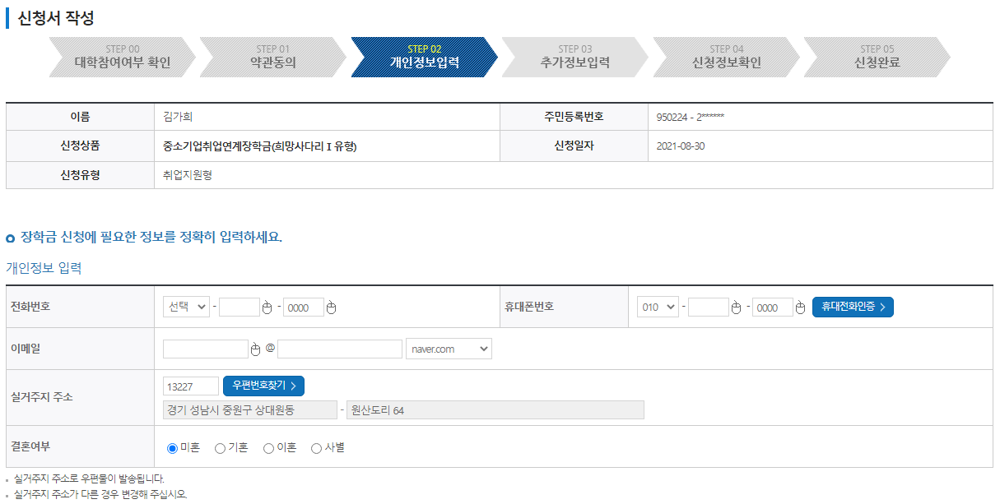 신청서 작성
STEP 00
대학참여여부 확인
STEP 01
약관동의
STEP 02
개인정보입력
STEP 03
추가정보입력
STEP 04
신청정보확인
STEP 05
신청완료
이름 김가희 주민등록번호 950224 - 2******
신청상품 중소기업취업연계장학금(희망사다리 I 유형) 신청일자 2021-08-30
신청유형 취업지원형
장학금 신청에 필요한 정보를 정확히 입력하세요.
개인정보 입력
전화번호 선택 - - 0000 휴대폰번호 010 - - 0000 휴대전화인증 >
이메일 @ naver.com
실거주지 주소 13227 우편번호찾기 >
경기 성남시 중원구 상대원동 - 원산도리 64
결혼여부 미혼 기혼 이혼 사별
실거주지 주소로 우편물이 발송됩니다.
실거주지 주소가 다른 경우 변경해 주십시오.